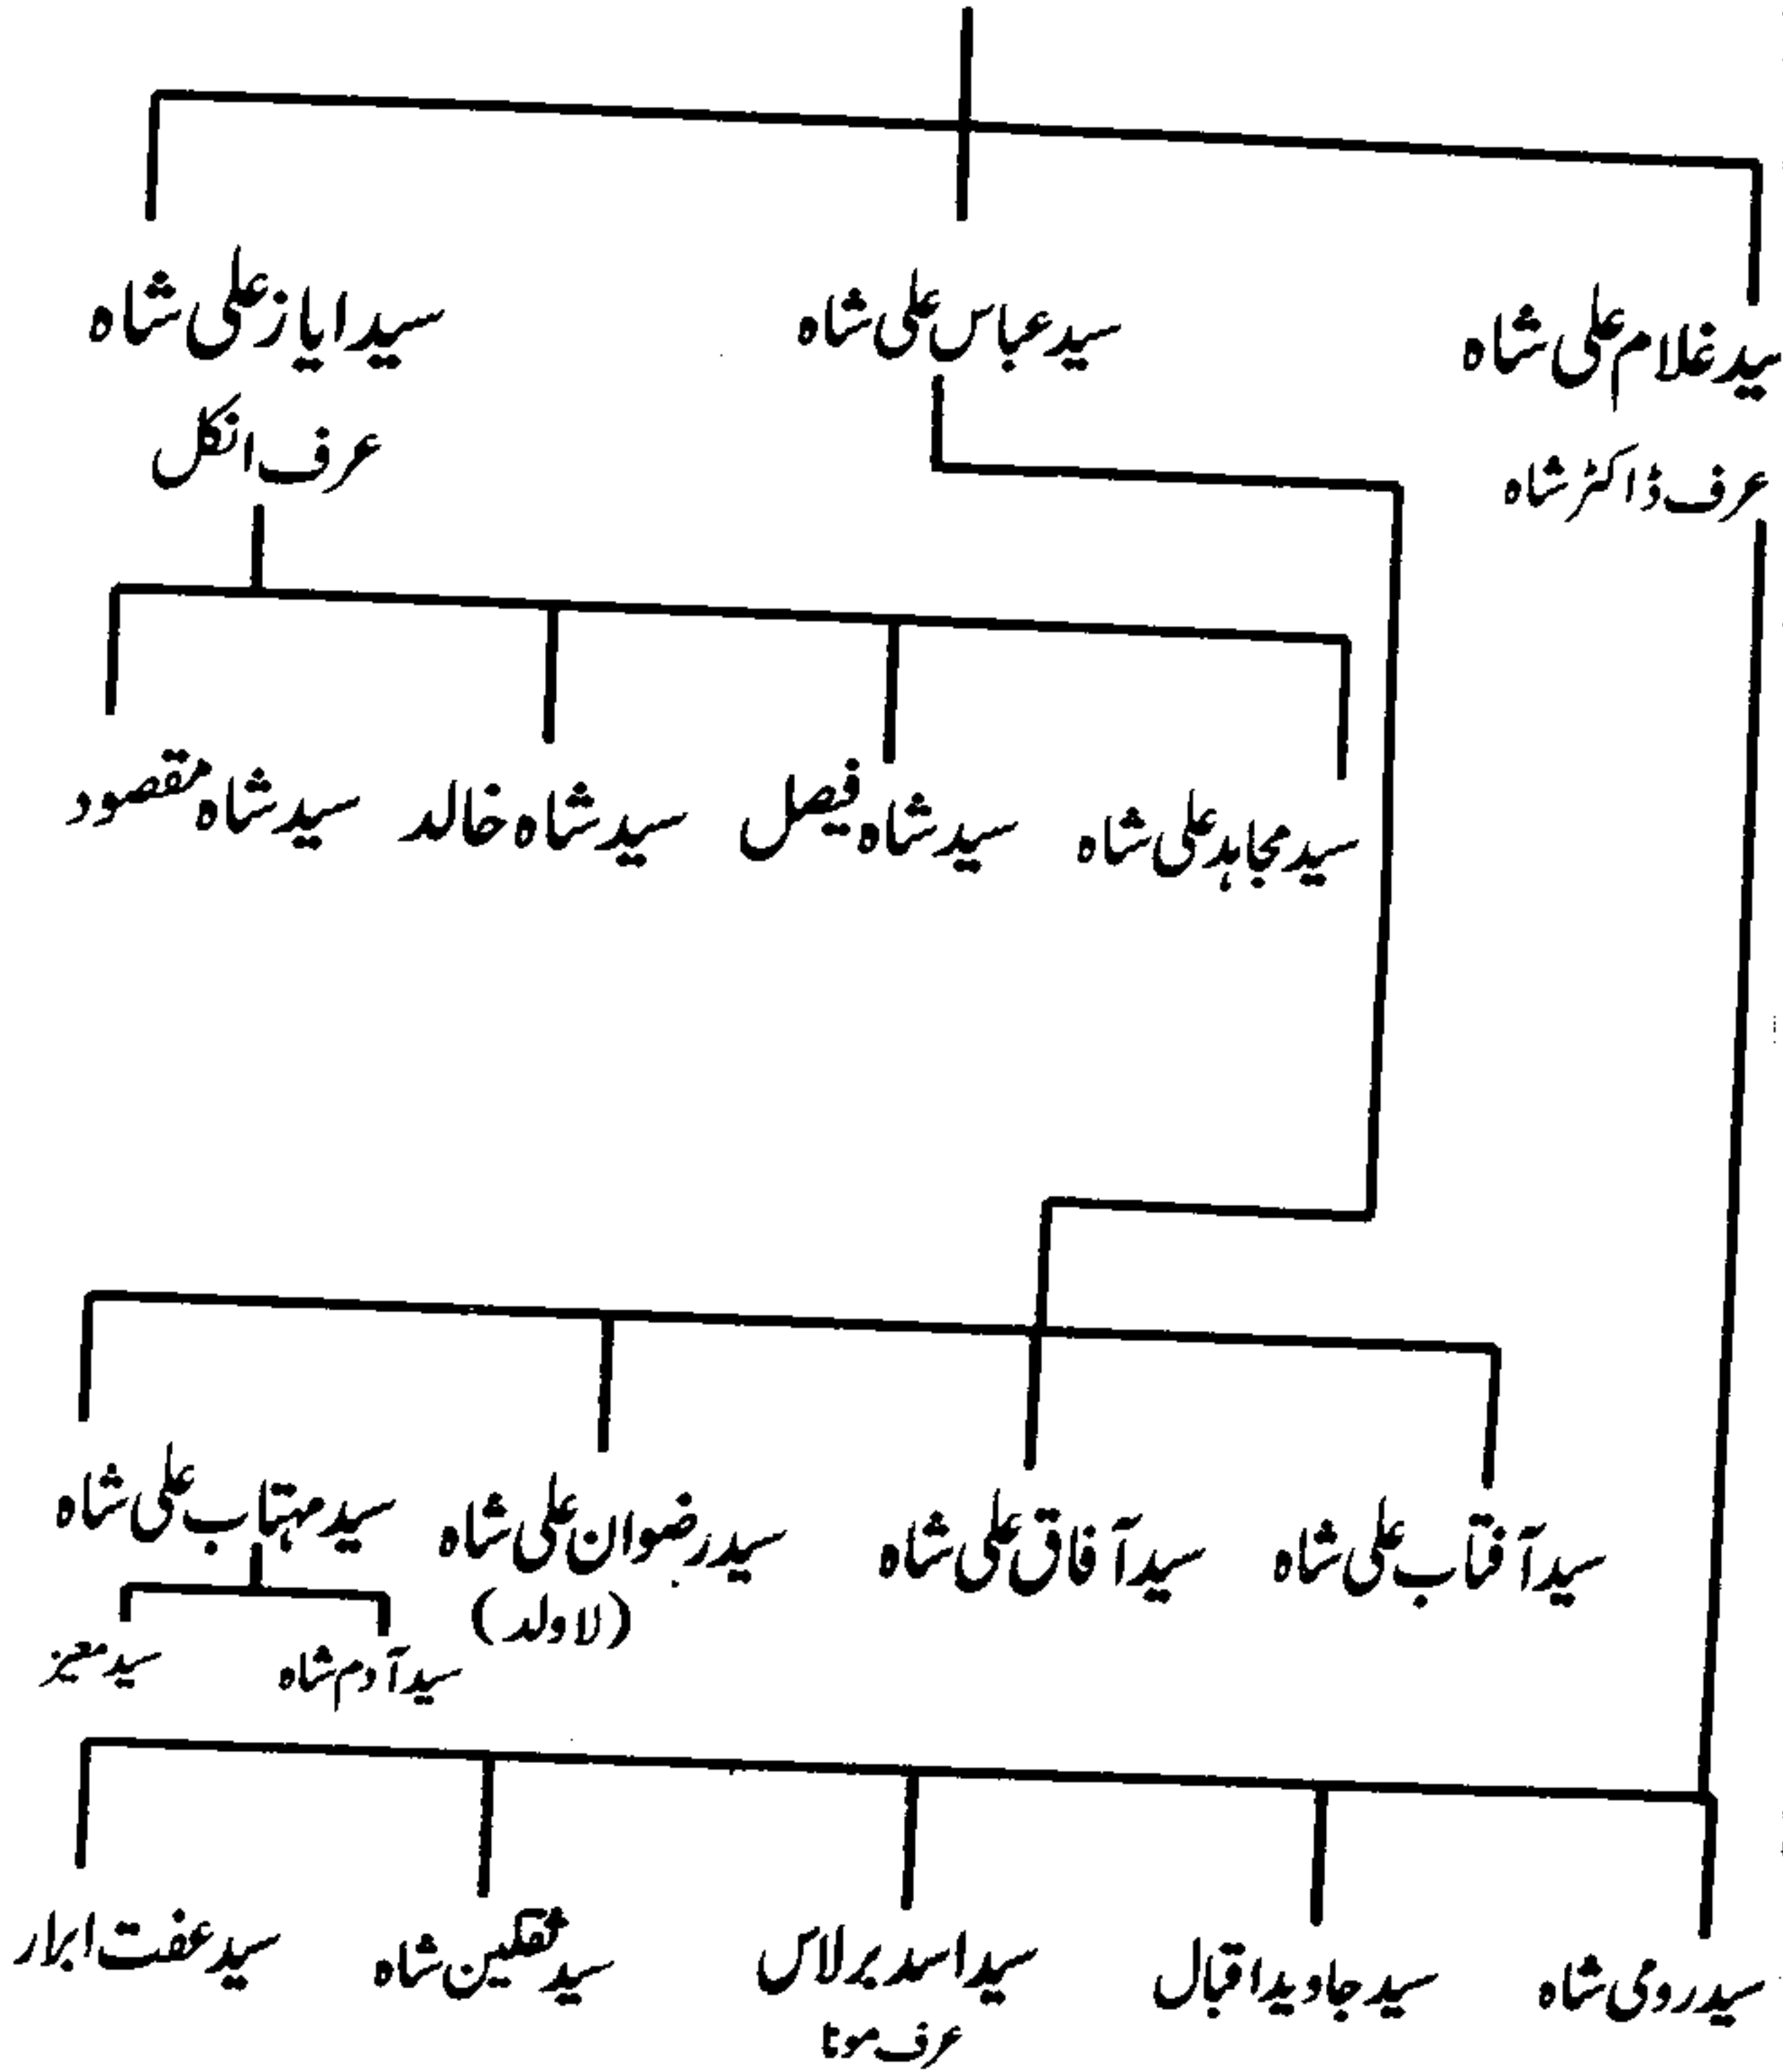 سید غلام علی شاہ
عرف ڈاکٹر شاہ
سید عباس علی شاہ
سید ایاز علی شاہ
عرف انکل
سید مجاہد علی شاہ
سید شاہ فیصل
سید شاہ خالد
سید شاہ مقصود
سید آفتاب علی شاہ
سید آفاق علی شاہ
سید رضوان علی شاہ
(لاولد)
سید مہتاب علی شاہ
سید آدم شاہ
سید معیز
سید رومی شاہ
سید جاوید اقبال
سید اسد برلاس
عرف موتا
سید ثقلین شاہ
سید عفت ابرار